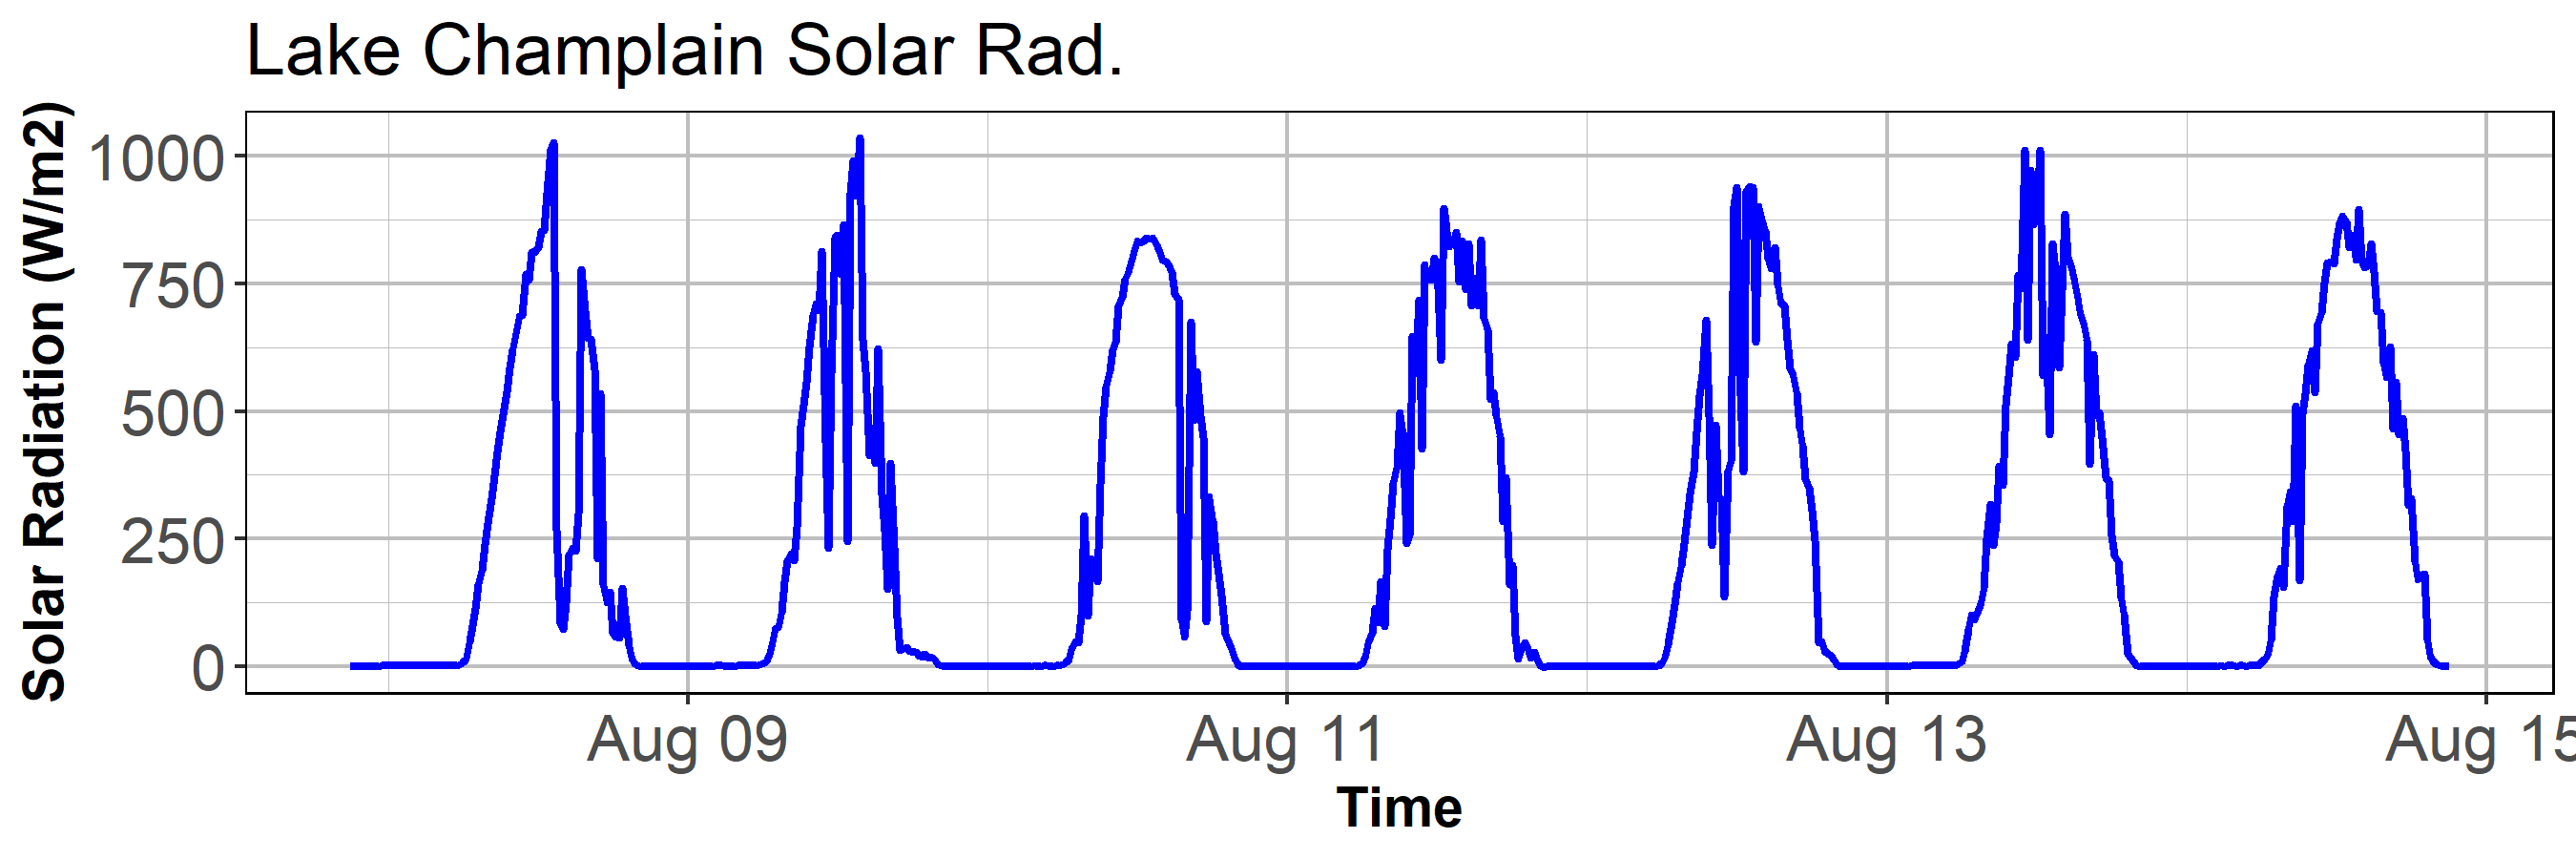 Lake Champlain Solar Rad.
Solar Radiation (W/m2)
1000
750
500
250
0
Aug 09
Aug 11
Aug 13
Aug 15
Time